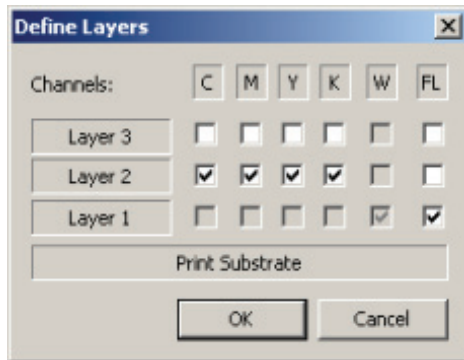 Define Layers
Channels: C M Y K W FL
Layer 3
Layer 2
Layer 1
Print Substrate
OK Cancel